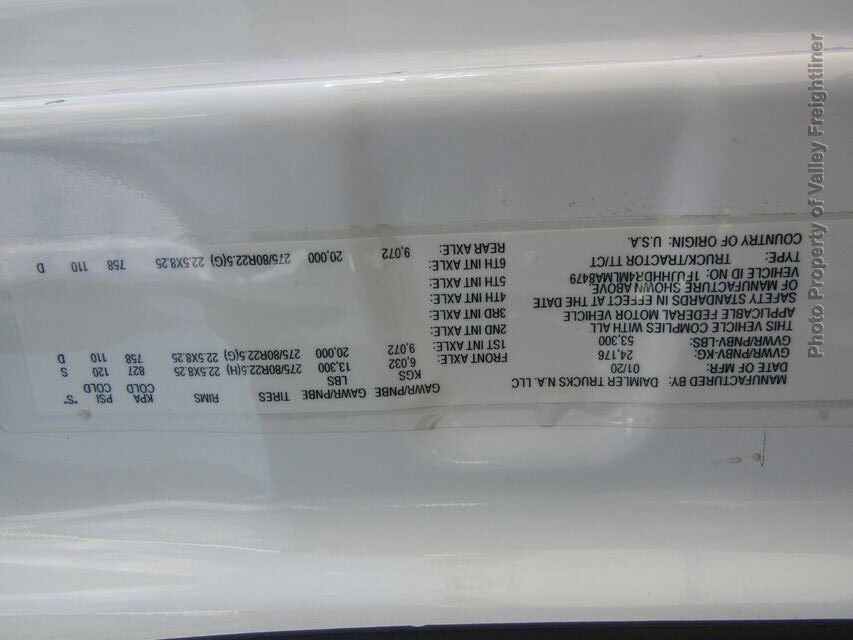 MANUFACTURED BY: DAIMLER TRUCKS N.A. LLC
DATE OF MFR: 01/20
GVWR/PNBV-KG: 24,176
GVWR/PNBV-LBS: 53,300
THIS VEHICLE COMPLIES WITH ALL
APPLICABLE FEDERAL MOTOR VEHICLE
SAFETY STANDARDS IN EFFECT AT THE DATE
OF MANUFACTURE SHOWN ABOVE
VEHICLE ID NO: 1FUJHHDR4MLMA8479
TYPE: TRUCK/TRACTOR TT/CT
COUNTRY OF ORIGIN: U.S.A.
GAWR/PNBE KGS GAWR/PNBE LBS TIRES RIMS KPA COLD PSI COLD "S"
FRONT AXLE: 6,032 13,300 275/80R22.5(H) 22.5X8.25 827 120 S
1ST INT AXLE: 9,072 20,000 275/80R22.5(G) 22.5X8.25 758 110 D
2ND INT AXLE:
3RD INT AXLE:
4TH INT AXLE:
5TH INT AXLE:
6TH INT AXLE:
REAR AXLE: 9,072 20,000 275/80R22.5(G) 22.5X8.25 758 110 D
Photo Property of Valley Freightliner